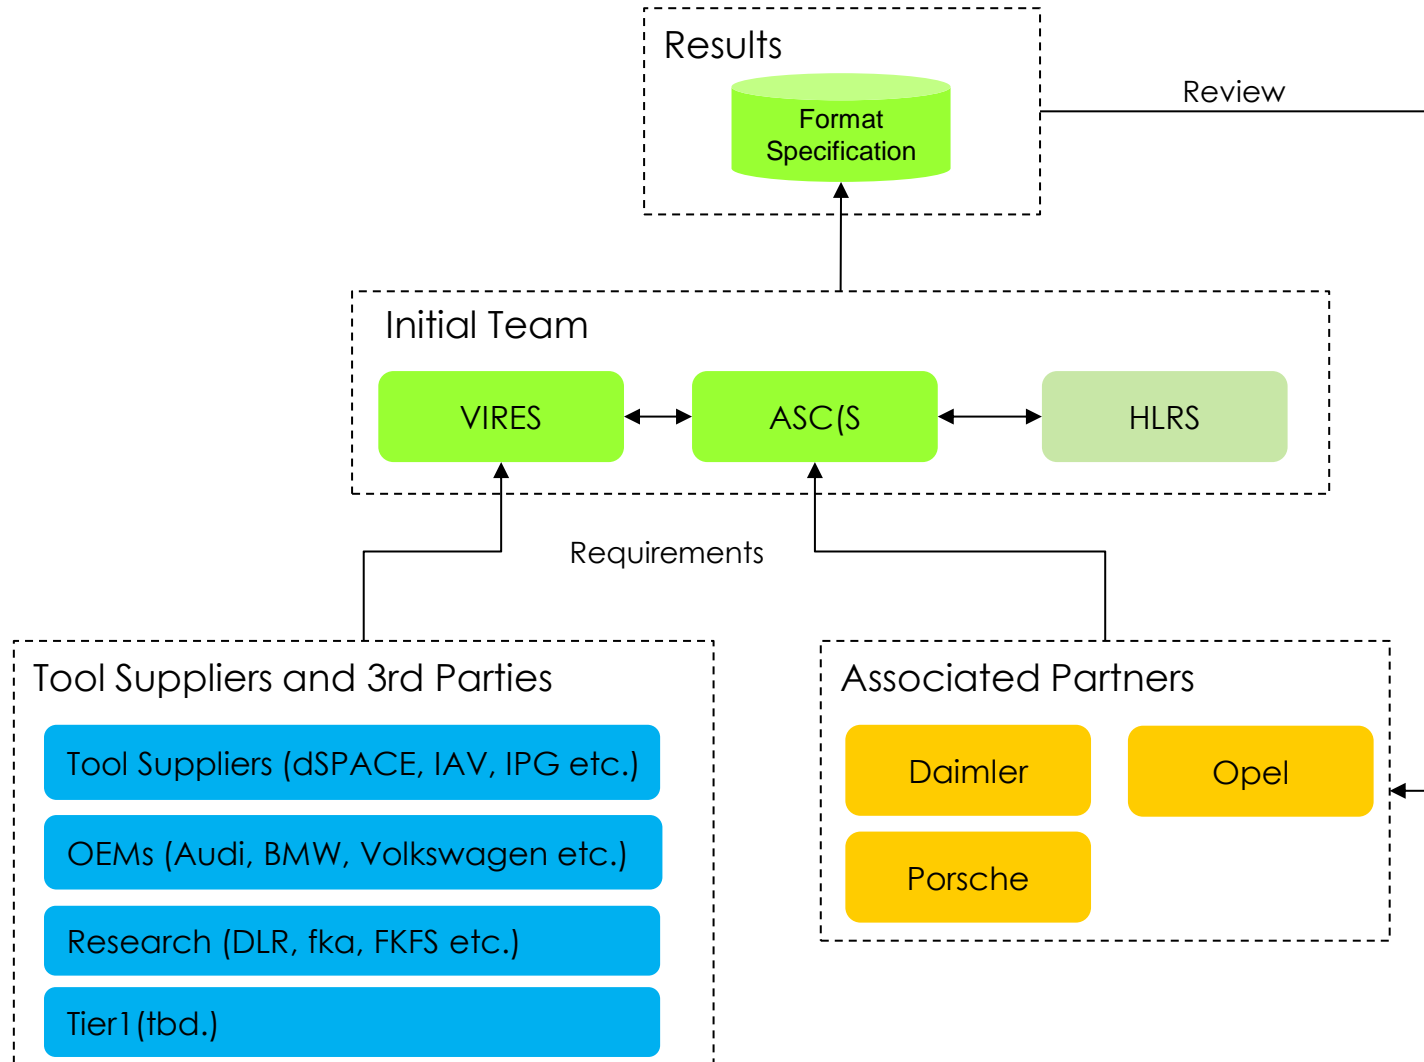 Results
Format
Specification
Review
Initial Team
VIRES
ASC(S
HLRS
Requirements
Tool Suppliers and 3rd Parties
Tool Suppliers (dSPACE, IAV, IPG etc.)
OEMs (Audi, BMW, Volkswagen etc.)
Research (DLR, fka, FKFS etc.)
Tier1(tbd.)
Associated Partners
Daimler
Opel
Porsche